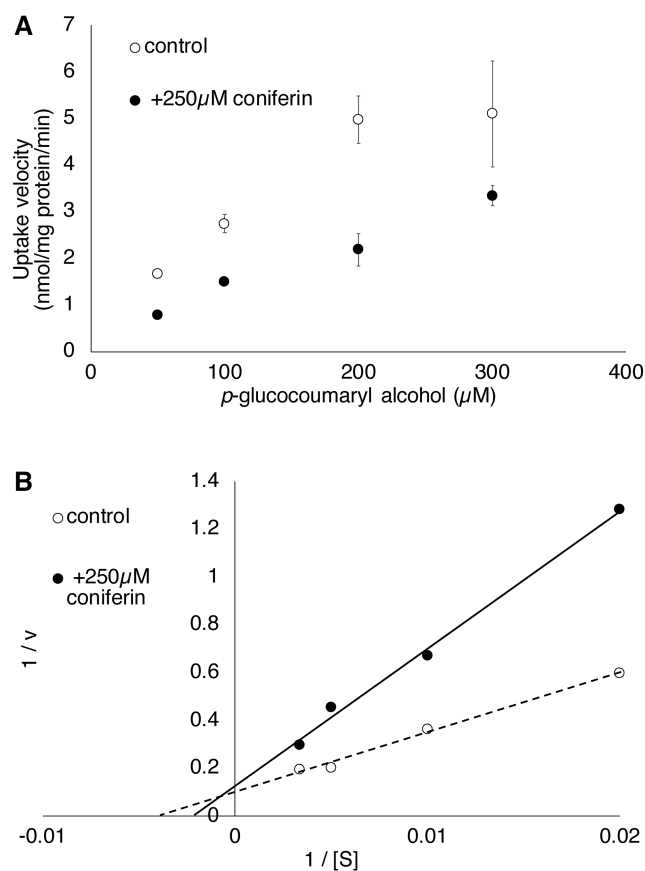 A
7
6
5
4
3
2
1
0
Uptake velocity
(nmol/mg protein/min)
control
+250µM coniferin
0
100
200
300
400
p-glucocoumaryl alcohol (µM)
B
control
+250µM
coniferin
1.4
1.2
1
0.8
0.6
0.4
0.2
0
1 / v
-0.01
0
0.01
0.02
1 / [S]